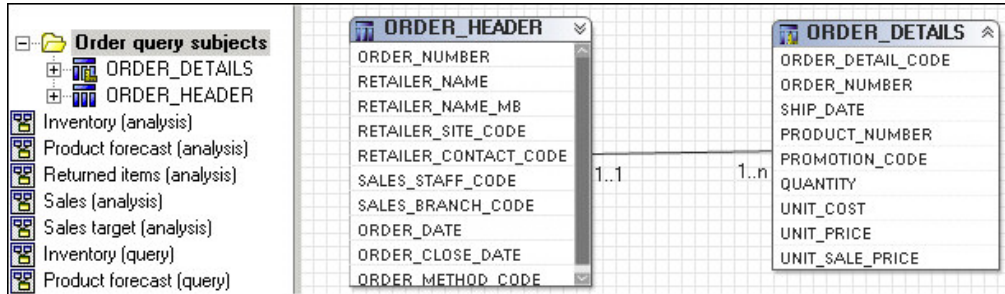 Order query subjects
ORDER_DETAILS
ORDER_HEADER
Inventory (analysis)
Product forecast (analysis)
Returned items (analysis)
Sales (analysis)
Sales target (analysis)
Inventory (query)
Product forecast (query)
ORDER_HEADER
ORDER_NUMBER
RETAILER_NAME
RETAILER_NAME_MB
RETAILER_SITE_CODE
RETAILER_CONTACT_CODE
SALES_STAFF_CODE
SALES_BRANCH_CODE
ORDER_DATE
ORDER_CLOSE_DATE
ORDER_METHOD_CODE
1..1
1..n
ORDER_DETAILS
ORDER_DETAIL_CODE
ORDER_NUMBER
SHIP_DATE
PRODUCT_NUMBER
PROMOTION_CODE
QUANTITY
UNIT_COST
UNIT_PRICE
UNIT_SALE_PRICE